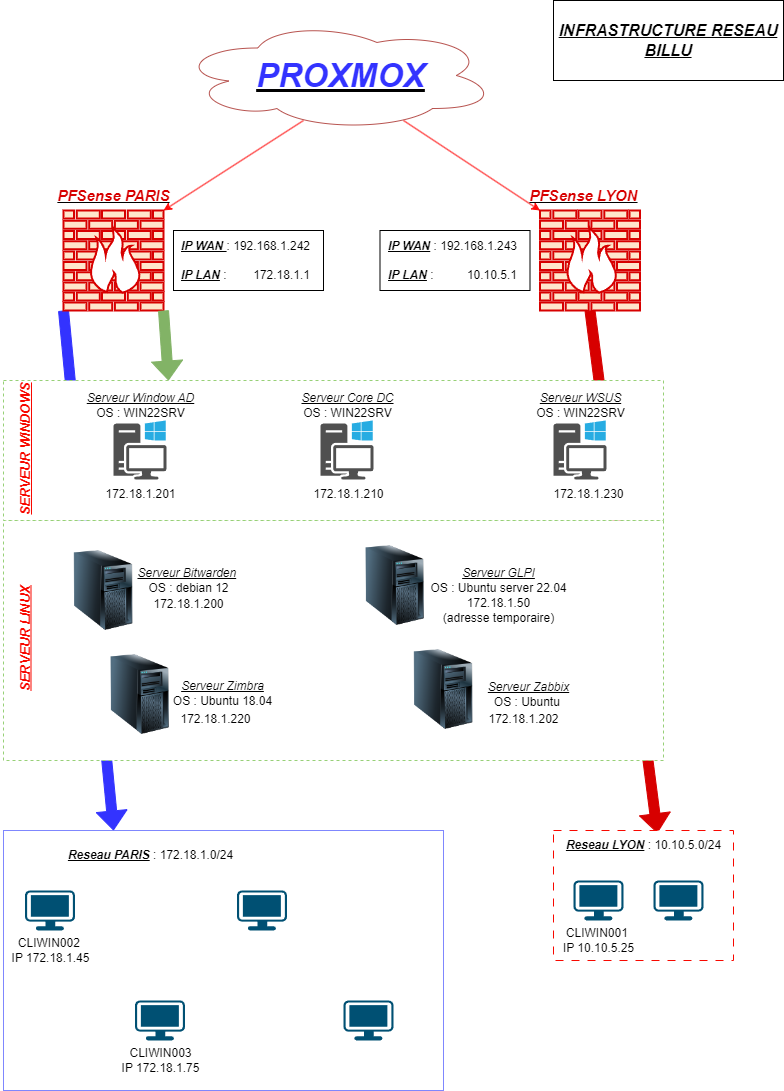 INFRASTRUCTURE RESEAU
BILLU
PROXMOX
PFSense PARIS
PFSense LYON
IP WAN : 192.168.1.242
IP LAN : 172.18.1.1
IP WAN : 192.168.1.243
IP LAN : 10.10.5.1
SERVEUR WINDOWS
Serveur Window AD
OS : WIN22SRV
172.18.1.201
Serveur Core DC
OS : WIN22SRV
172.18.1.210
Serveur WSUS
OS : WIN22SRV
172.18.1.230
SERVEUR LINUX
Serveur Bitwarden
OS : debian 12
172.18.1.200
Serveur GLPI
OS : Ubuntu server 22.04
172.18.1.50
(adresse temporaire)
Serveur Zimbra
OS : Ubuntu 18.04
172.18.1.220
Serveur Zabbix
OS : Ubuntu
172.18.1.202
Reseau PARIS : 172.18.1.0/24
CLIWIN002
IP 172.18.1.45
CLIWIN003
IP 172.18.1.75
Reseau LYON : 10.10.5.0/24
CLIWIN001
IP 10.10.5.25